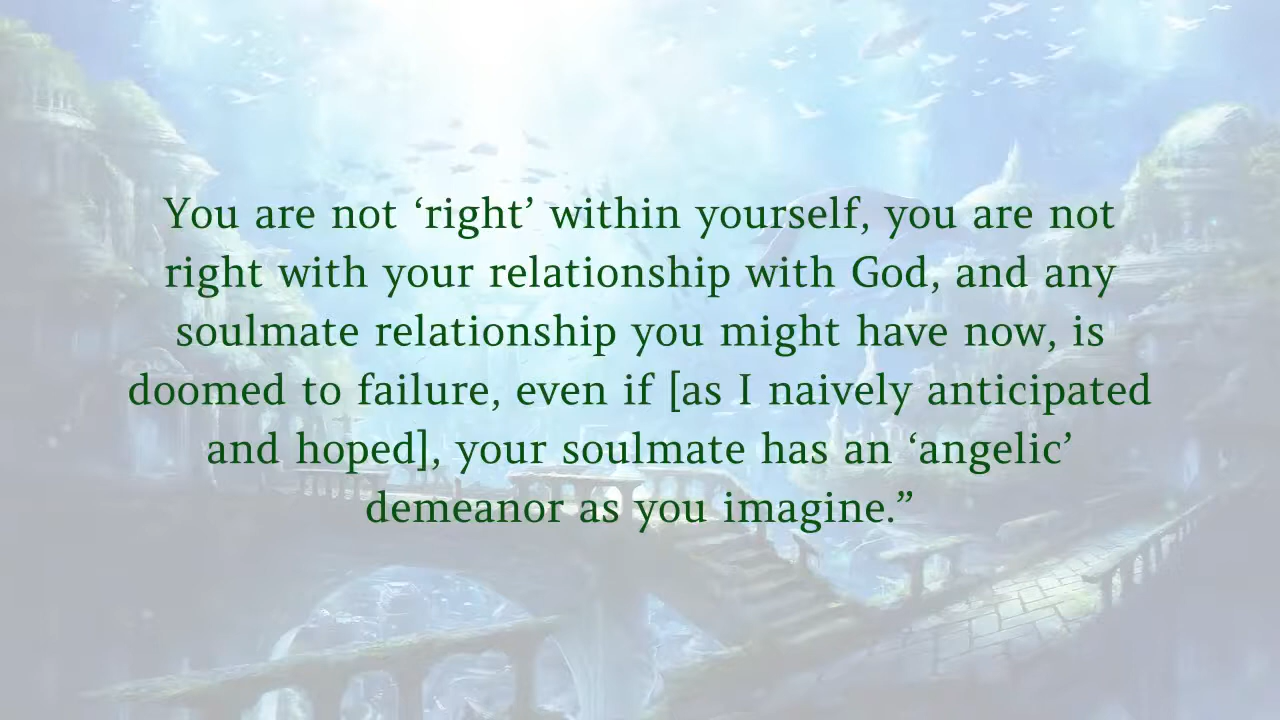 You are not ‘right’ within yourself, you are not
right with your relationship with God, and any
soulmate relationship you might have now, is
doomed to failure, even if [as I naively anticipated
and hoped], your soulmate has an ‘angelic’
demeanor as you imagine.”